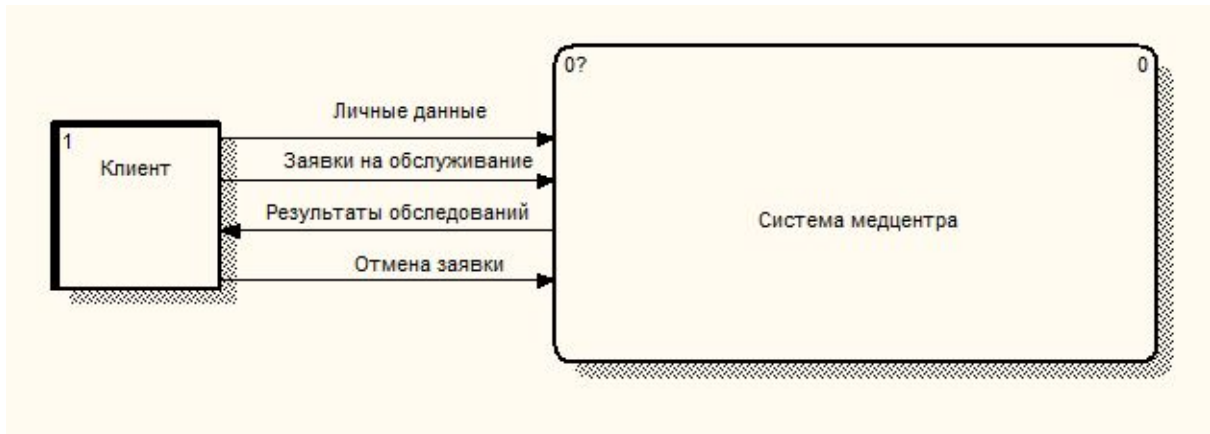 0?
0
Личные данные
1
Клиент
Заявки на обслуживание
Результаты обследований
Система медцентра
Отмена заявки